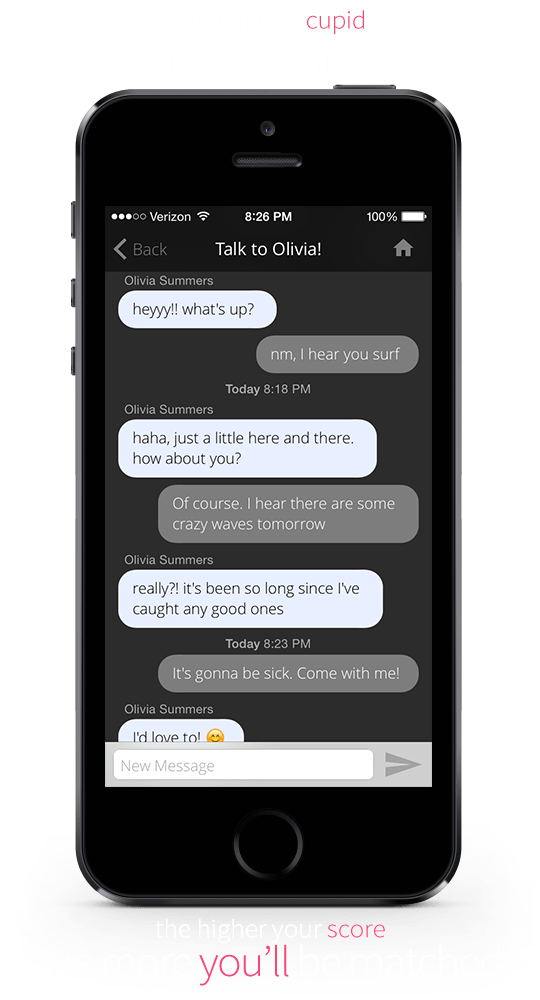 cupid
Verizon 8:26 PM 100%
Back Talk to Olivia!
Olivia Summers
heyyy!! what's up?
nm, I hear you surf
Today 8:18 PM
Olivia Summers
haha, just a little here and there.
how about you?
Of course. I hear there are some
crazy waves tomorrow
Olivia Summers
really?! it's been so long since I've
caught any good ones
Today 8:23 PM
It's gonna be sick. Come with me!
Olivia Summers
I'd love to! 😊
New Message
the higher your score
more you'll be matched